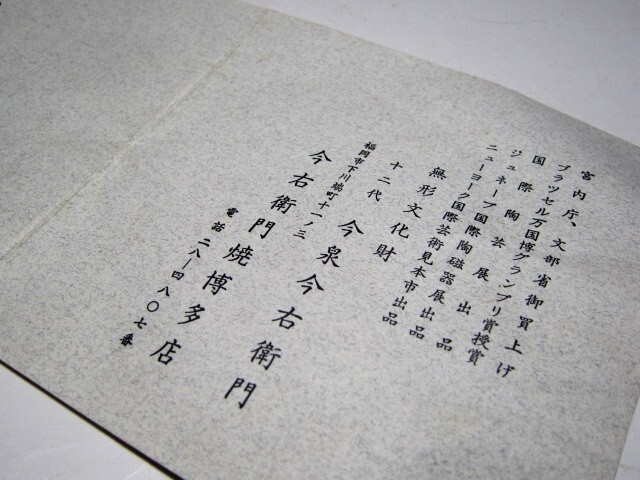 宮内庁、文部省御買上げ
ブラッセル万国博グランプリ賞授賞
国際陶芸展出品
ジュネーブ国際陶磁器展出品
ニューヨーク国際芸術見本市出品
無形文化財
十二代 今泉今右衛門
福岡市下川端町十一ノ三
今右衛門焼博多店
電話二八―四八〇七番